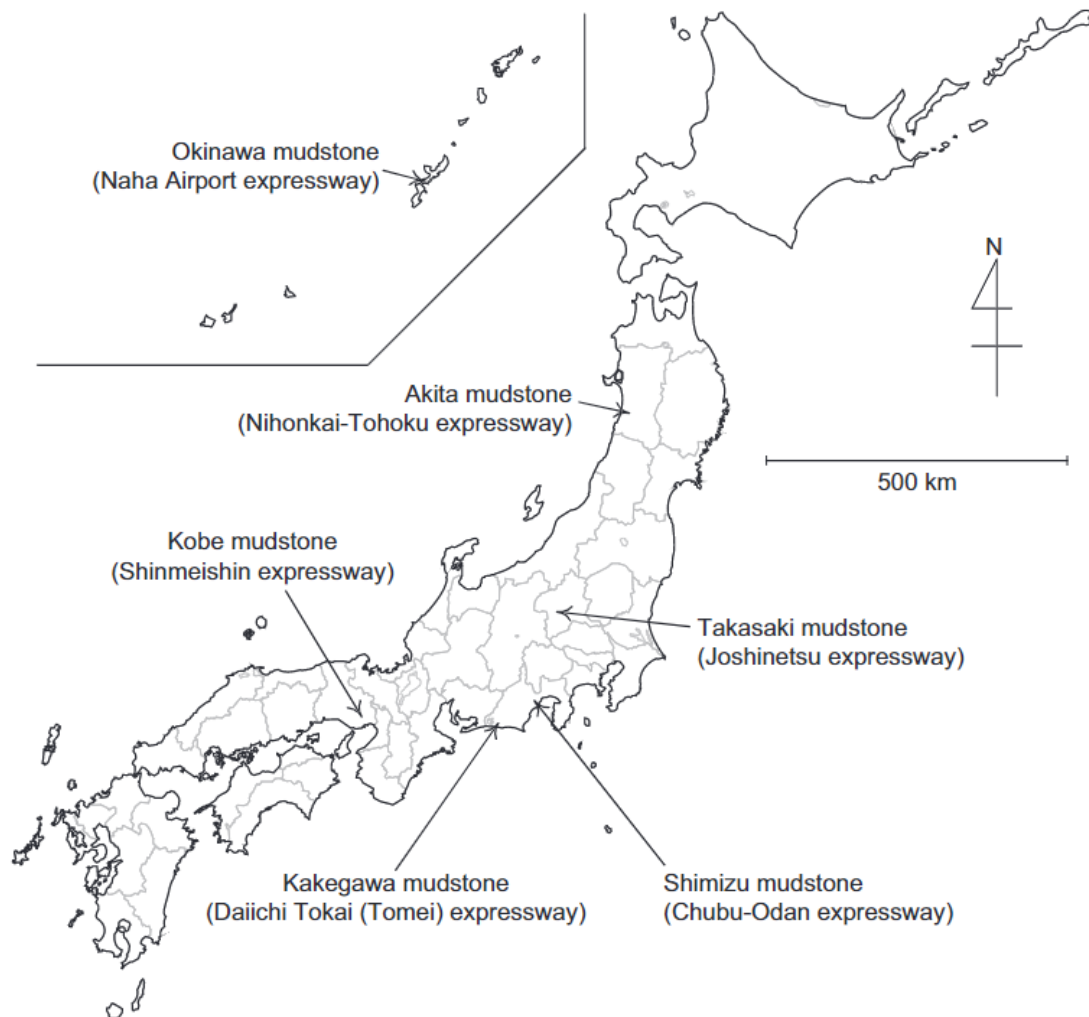 Okinawa mudstone
(Naha Airport expressway)
N
Akita mudstone
(Nihonkai-Tohoku expressway)
500 km
Kobe mudstone
(Shinmeishin expressway)
Takasaki mudstone
(Joshinetsu expressway)
Kakegawa mudstone
(Daiichi Tokai (Tomei) expressway)
Shimizu mudstone
(Chubu-Odan expressway)